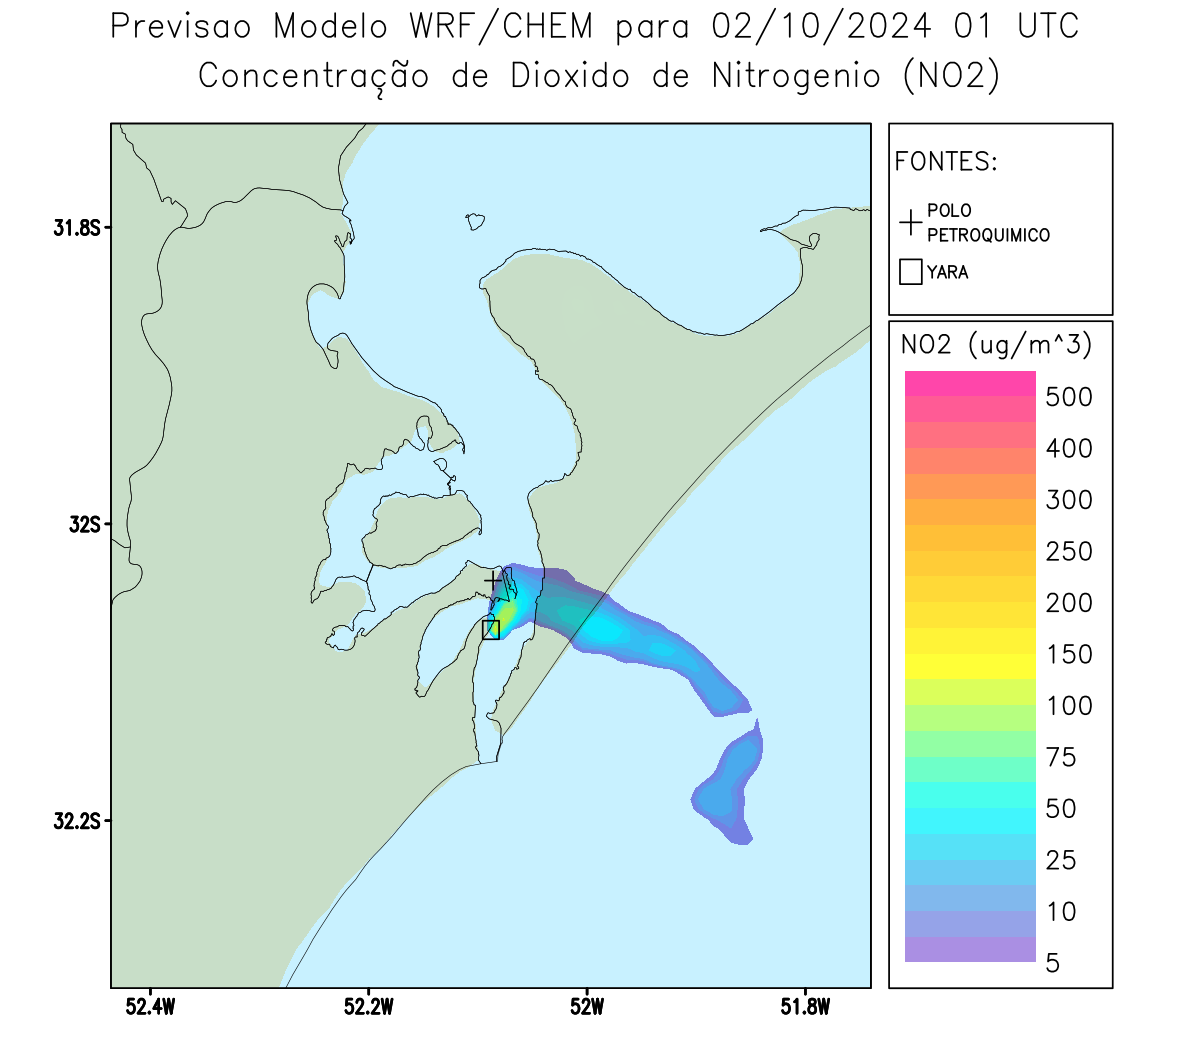 Previsao Modelo WRF/CHEM para 02/10/2024 01 UTC
Concentração de Dioxido de Nitrogenio (NO2)
FONTES:
POLO
PETROQUIMICO
YARA
NO2 (ug/m^3)
500
400
300
250
200
150
100
75
50
25
10
5
31.8S
32S
32.2S
52.4W
52.2W
52W
51.8W